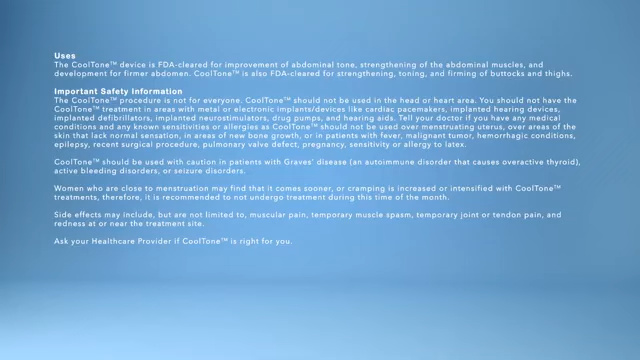 Uses
The CoolTone™ device is FDA-cleared for improvement of abdominal tone, strengthening of the abdominal muscles, and
development for firmer abdomen. CoolTone™ is also FDA-cleared for strengthening, toning, and firming of buttocks and thighs.
Important Safety Information
The CoolTone™ procedure is not for everyone. CoolTone™ should not be used in the head or heart area. You should not have the
CoolTone™ treatment in areas with metal or electronic implants/devices like cardiac pacemakers, implanted hearing devices,
implanted defibrillators, implanted neurostimulators, drug pumps, and hearing aids. Tell your doctor if you have any medical
conditions and any known sensitivities or allergies as CoolTone™ should not be used over menstruating uterus, over areas of the
skin that lack normal sensation, in areas of new bone growth, or in patients with fever, malignant tumor, hemorrhagic conditions,
epilepsy, recent surgical procedure, pulmonary valve defect, pregnancy, sensitivity or allergy to latex.
CoolTone™ should be used with caution in patients with Graves' disease (an autoimmune disorder that causes overactive thyroid),
active bleeding disorders, or seizure disorders.
Women who are close to menstruation may find that it comes sooner, or cramping is increased or intensified with CoolTone™
treatments, therefore, it is recommended to not undergo treatment during this time of the month.
Side effects may include, but are not limited to, muscular pain, temporary muscle spasm, temporary joint or tendon pain, and
redness at or near the treatment site.
Ask your Healthcare Provider if CoolTone™ is right for you.